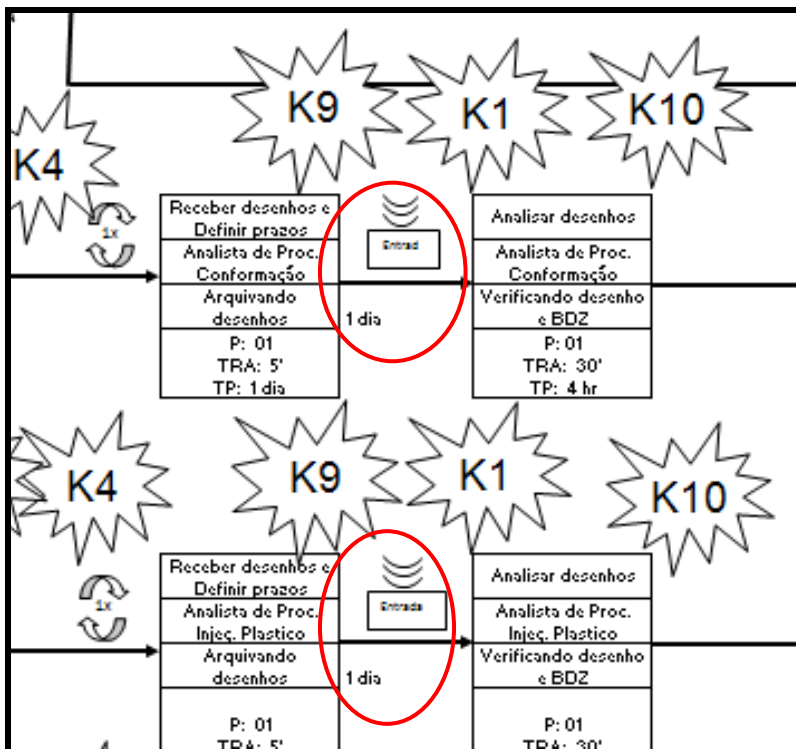 K9
K1
K10
K4
1x
Receber desenhos e
Definir prazos
Analista de Proc.
Conformação
Arquivando
desenhos
P: 01
TRA: 5'
TP: 1 dia
Entrad
1 dia
Analisar desenhos
Analista de Proc.
Conformação
Verificando desenho
e BDZ
P: 01
TRA: 30'
TP: 4 hr
K4
K9
K1
K10
1x
Receber desenhos e
Definir prazos
Analista de Proc.
Injeç. Plastico
Arquivando
desenhos
P: 01
TRA: 5'
Entrada
1 dia
Analisar desenhos
Analista de Proc.
Injeç. Plastico
Verificando desenho
e BDZ
P: 01
TRA: 30'